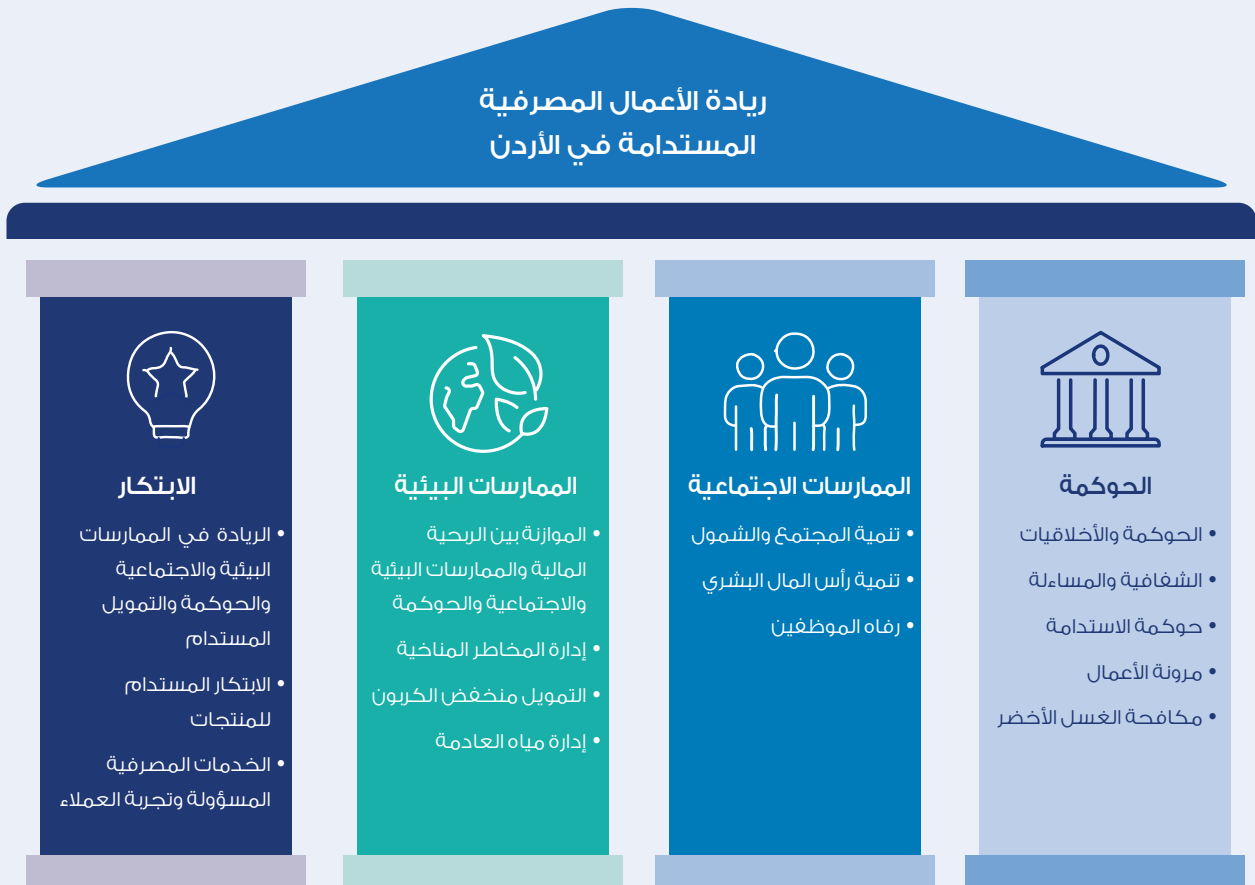 ريادة الأعمال المصرفية
المستدامة في الأردن
الحوكمة
• الحوكمة والأخلاقيات
• الشفافية والمساءلة
• حوكمة الاستدامة
• مرونة الأعمال
• مكافحة الغسل الأخضر
الممارسات الاجتماعية
• تنمية المجتمع والشمول
• تنمية رأس المال البشري
• رفاه الموظفين
الممارسات البيئية
• الموازنة بين الربحية
المالية والممارسات البيئية
والاجتماعية والحوكمة
• إدارة المخاطر المناخية
• التمويل منخفض الكربون
• إدارة مياه العادمة
الابتكار
• الريادة في الممارسات
البيئية والاجتماعية
والحوكمة والتمويل
المستدام
• الابتكار المستدام
للمنتجات
• الخدمات المصرفية
المسؤولة وتجربة العملاء